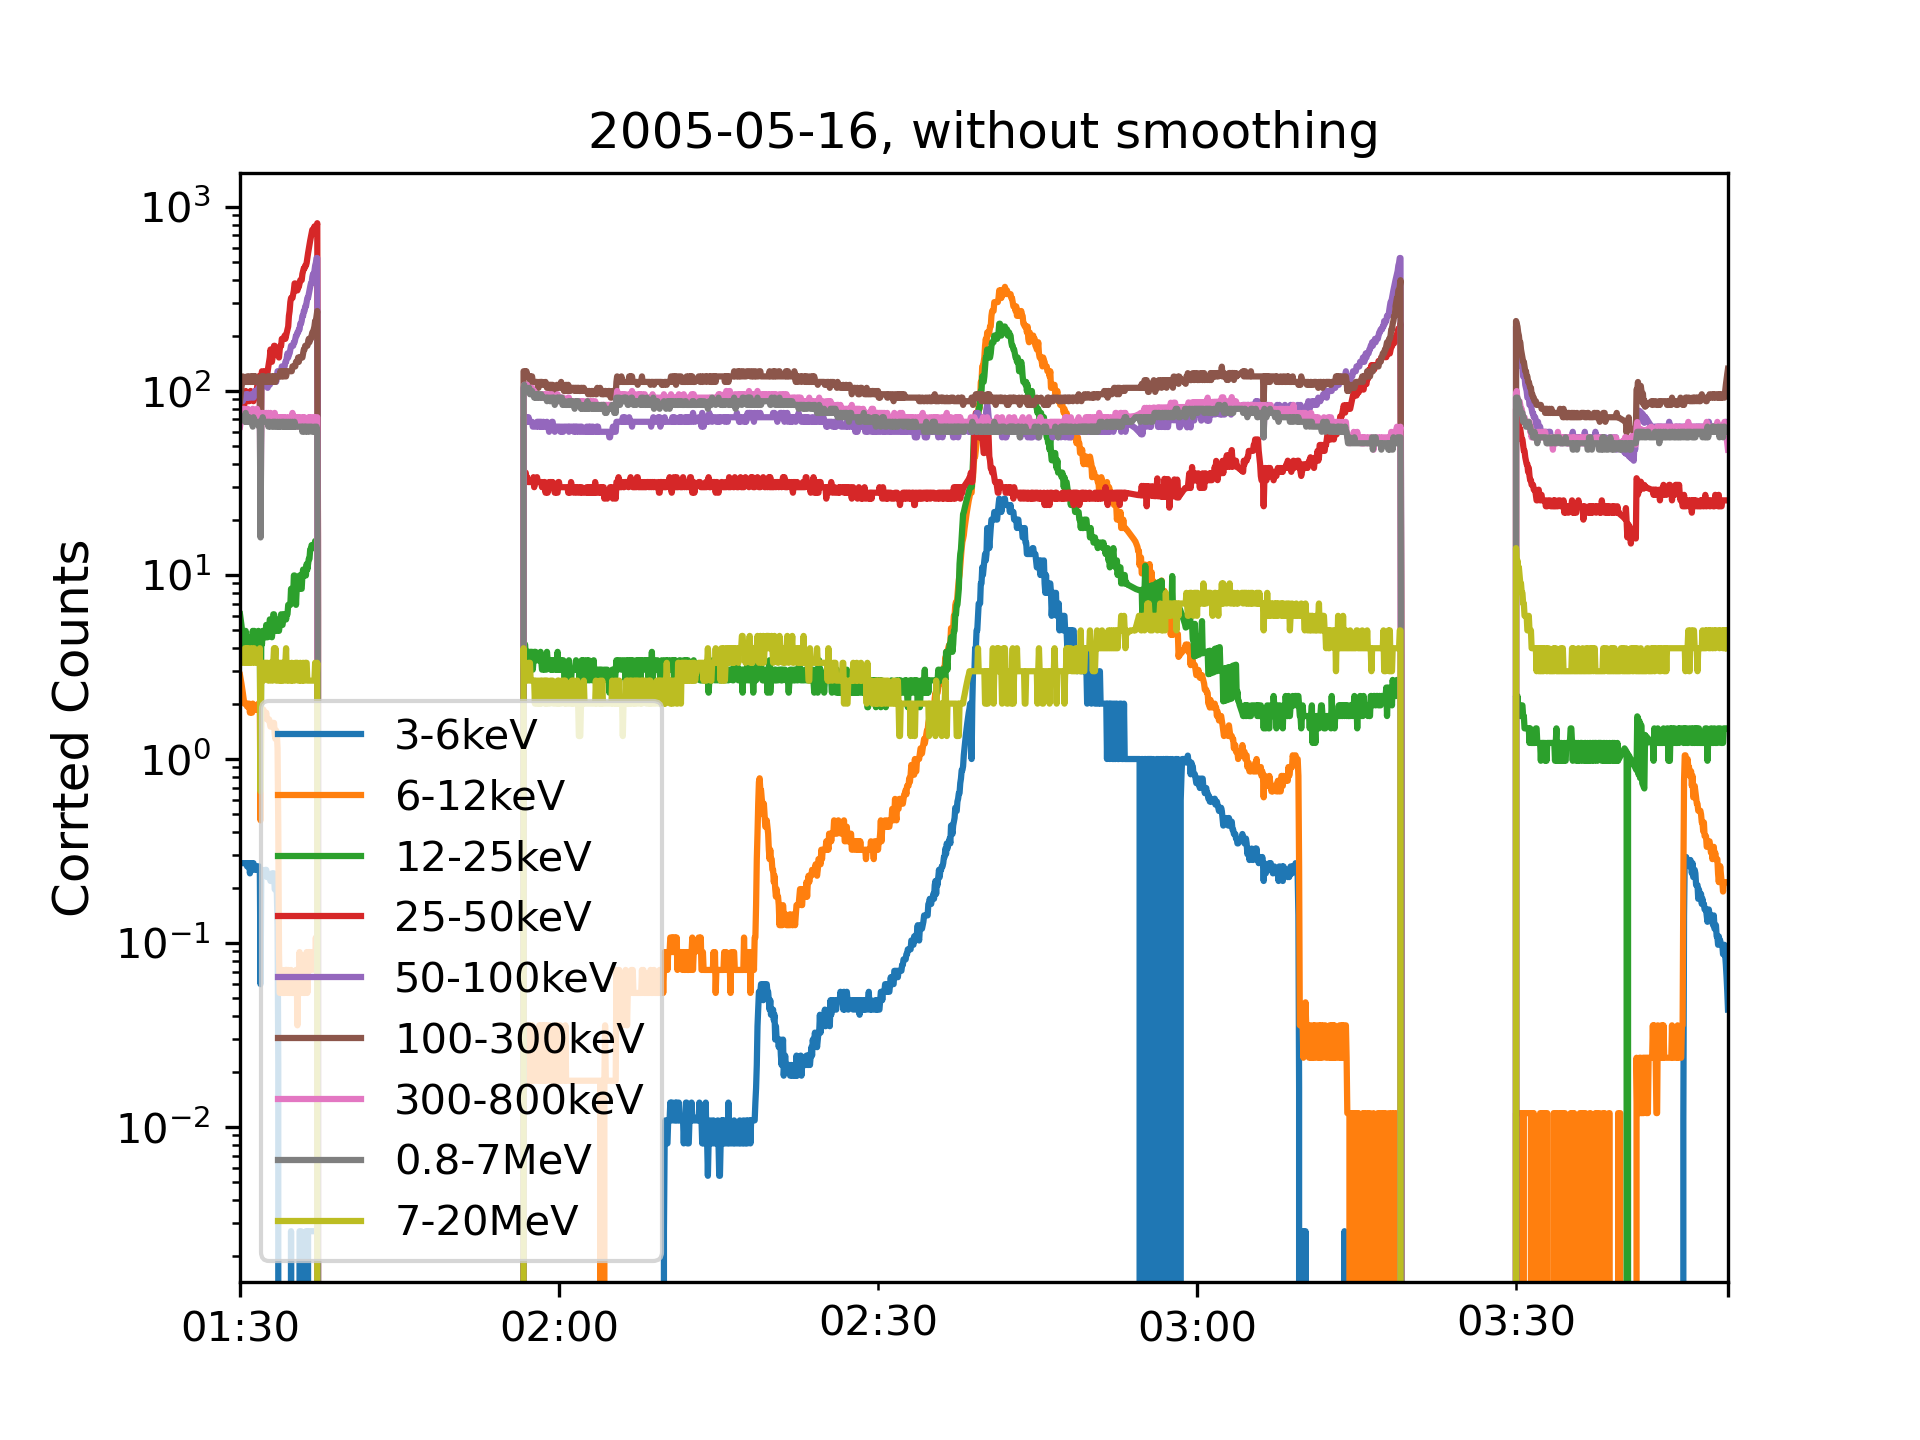 2005-05-16, without smoothing
Corrted Counts
10³
10²
10¹
10⁰
10⁻¹
10⁻²
3-6keV
6-12keV
12-25keV
25-50keV
50-100keV
100-300keV
300-800keV
0.8-7MeV
7-20MeV
01:30 02:00 02:30 03:00 03:30